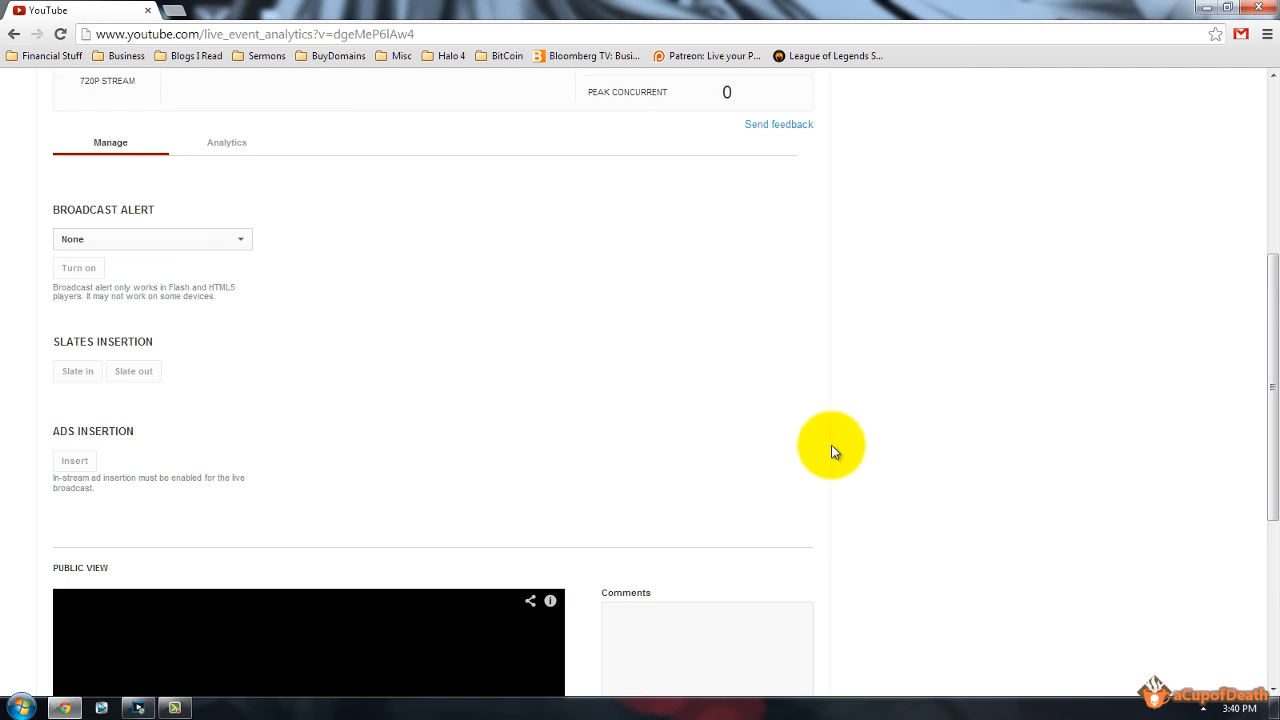 YouTube
www.youtube.com/live_event_analytics?v=dgeMeP6lAw4
Financial Stuff Business Blogs I Read Sermons BuyDomains Misc Halo 4 BitCoin Bloomberg TV: Busi... Patreon: Live your P... League of Legends S...
720P STREAM
PEAK CONCURRENT 0
Send feedback
Manage Analytics
BROADCAST ALERT
None
Turn on
Broadcast alert only works in Flash and HTML5
players. It may not work on some devices.
SLATES INSERTION
Slate in Slate out
ADS INSERTION
Insert
In-stream ad insertion must be enabled for the live
broadcast.
PUBLIC VIEW
Comments
aCupofDeath
3:40 PM